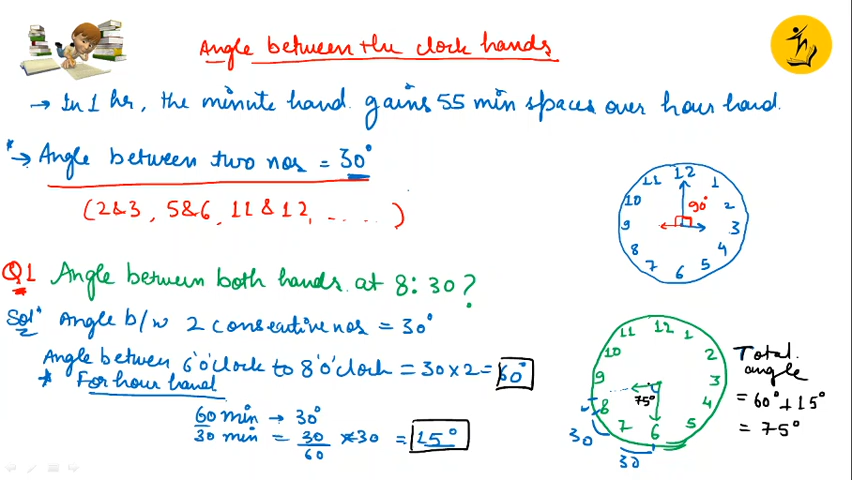 Angle between the clock hands
→ In 1 hr, the minute hand gains 55 min spaces over hour hand.
* → Angle between two nos = 30°
(2&3, 5&6, 11&12, ........)
12
11 1
10 2
9 3
8 4
7 5
6
90°
Q1 Angle between both hands at 8:30?
Solⁿ Angle b/w 2 consecutive nos = 30°
Angle between 6'o'clock to 8'o'clock = 30×2 = 60°
* For hour hand
60 min → 30°
30 min = 30/60 × 30 = 15°
12
11 1
10 2
9 3
8 4
7 5
6
75°
30
30
Total angle
= 60° + 15°
= 75°